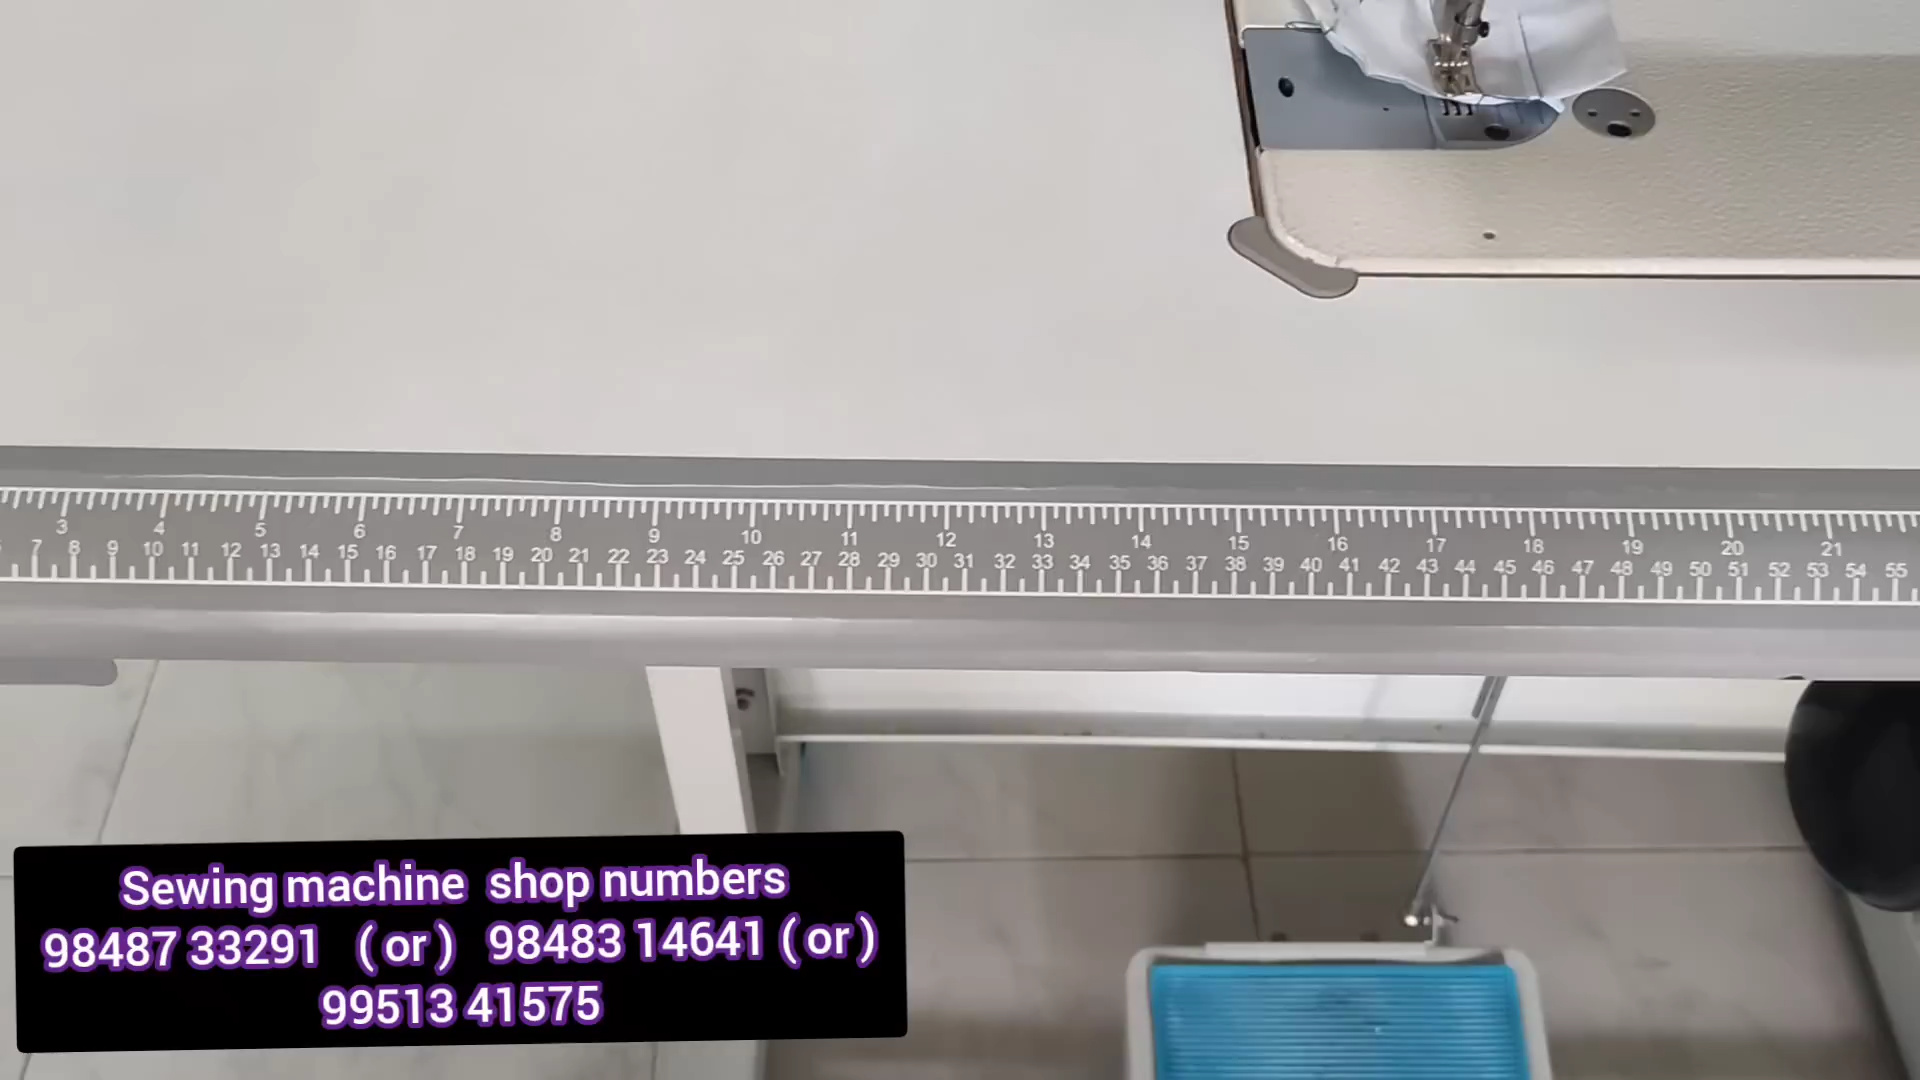 3 4 5 6 7 8 9 10 11 12 13 14 15 16 17 18 19 20 21
7 8 9 10 11 12 13 14 15 16 17 18 19 20 21 22 23 24 25 26 27 28 29 30 31 32 33 34 35 36 37 38 39 40 41 42 43 44 45 46 47 48 49 50 51 52 53 54 55
Sewing machine shop numbers
98487 33291 (or) 98483 14641 (or)
99513 41575